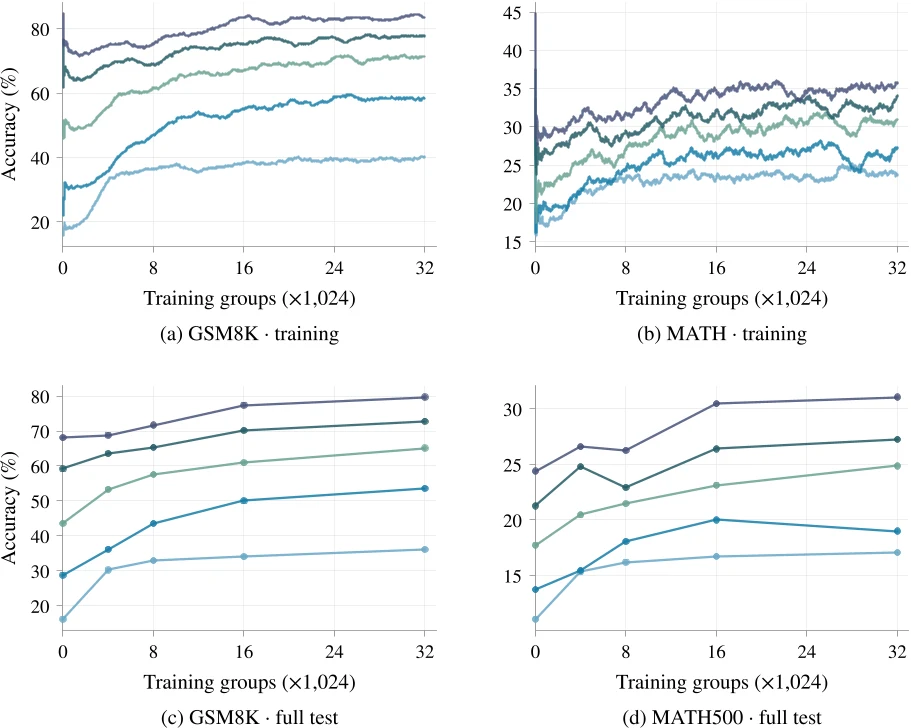 Accuracy (%)
80
60
40
20
0 8 16 24 32
Training groups (×1,024)
(a) GSM8K · training
45
40
35
30
25
20
15
0 8 16 24 32
Training groups (×1,024)
(b) MATH · training
Accuracy (%)
80
70
60
50
40
30
20
0 8 16 24 32
Training groups (×1,024)
(c) GSM8K · full test
30
25
20
15
0 8 16 24 32
Training groups (×1,024)
(d) MATH500 · full test